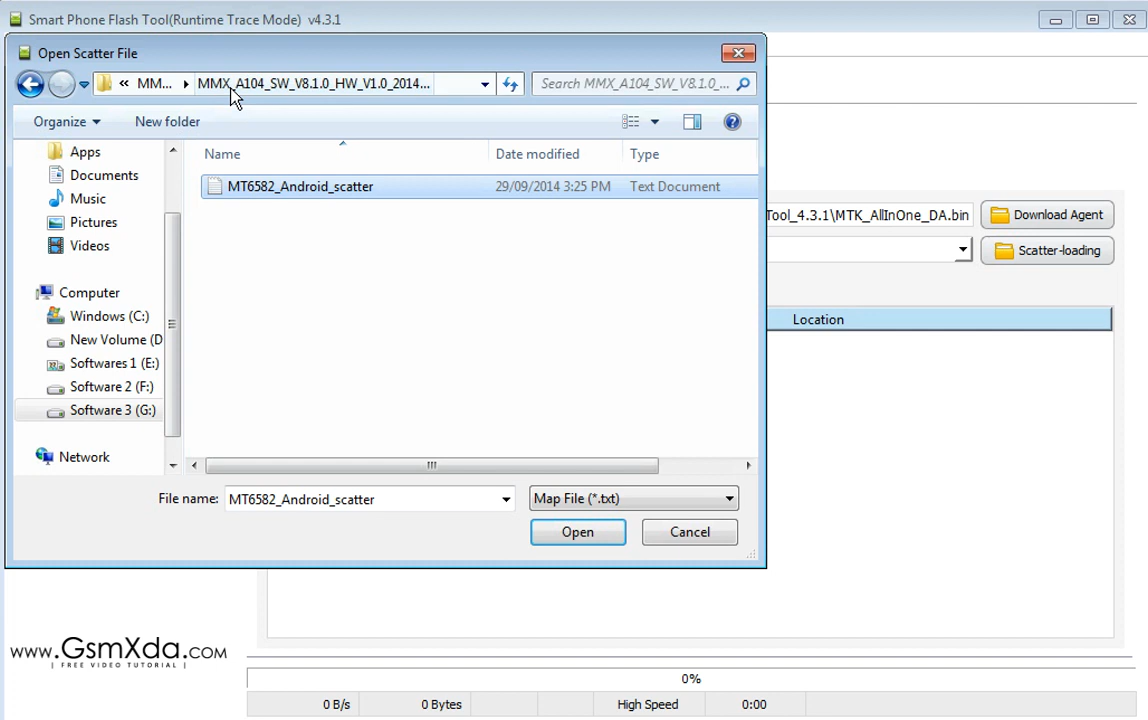 Smart Phone Flash Tool(Runtime Trace Mode) v4.3.1
Open Scatter File
« MM... MMX_A104_SW_V8.1.0_HW_V1.0_2014...
Search MMX_A104_SW_V8.1.0_...
Organize New folder
Apps
Documents
Music
Pictures
Videos
Computer
Windows (C:)
New Volume (D
Softwares 1 (E:)
Software 2 (F:)
Software 3 (G:)
Network
Name Date modified Type
MT6582_Android_scatter 29/09/2014 3:25 PM Text Document
File name: MT6582_Android_scatter Map File (*.txt)
Open Cancel
Tool_4.3.1\MTK_AllInOne_DA.bin Download Agent
Scatter-loading
Location
www.GsmXda.com
| FREE VIDEO TUTORIAL |
0%
0 B/s 0 Bytes High Speed 0:00